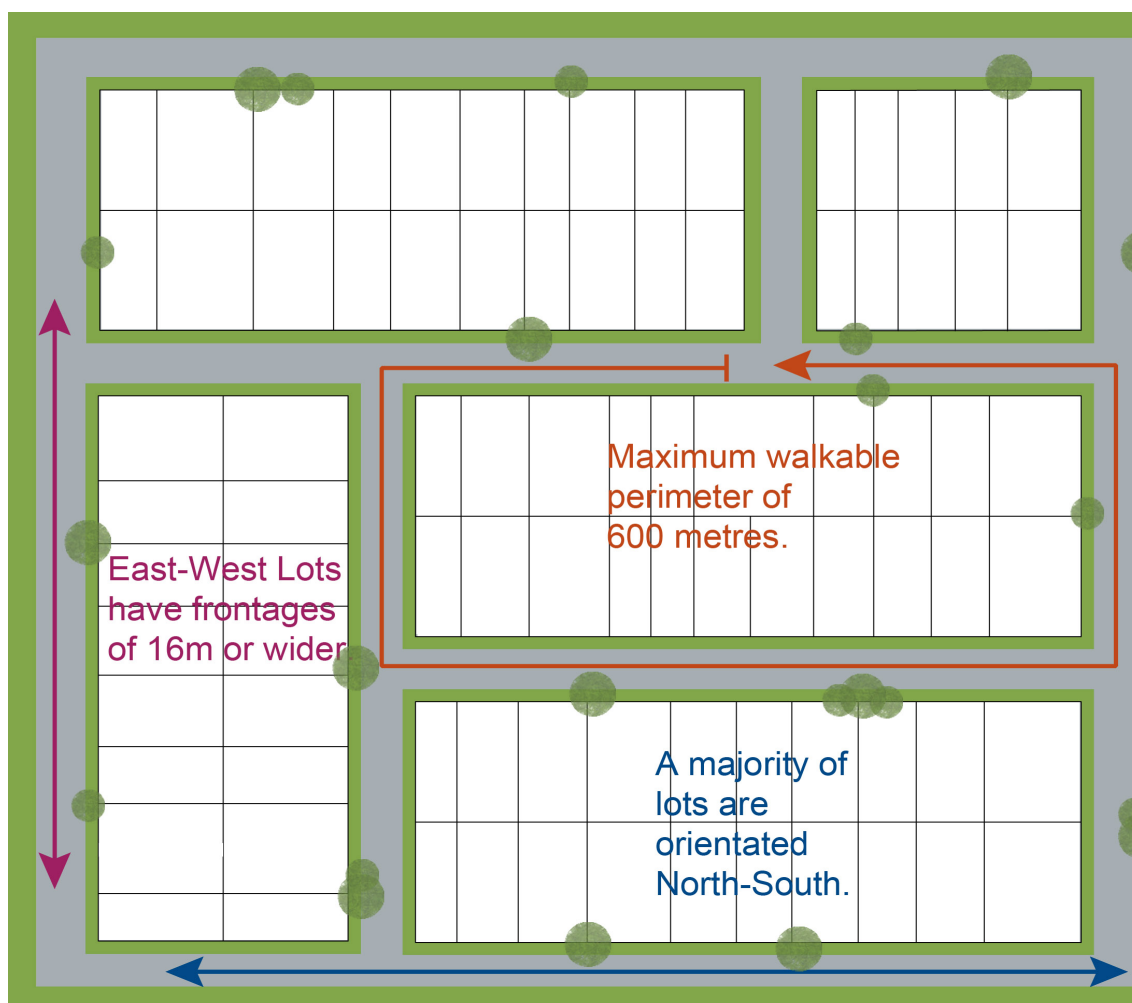 Maximum walkable
perimeter of
600 metres.
East-West Lots
have frontages
of 16m or wider.
A majority of
lots are
orientated
North-South.